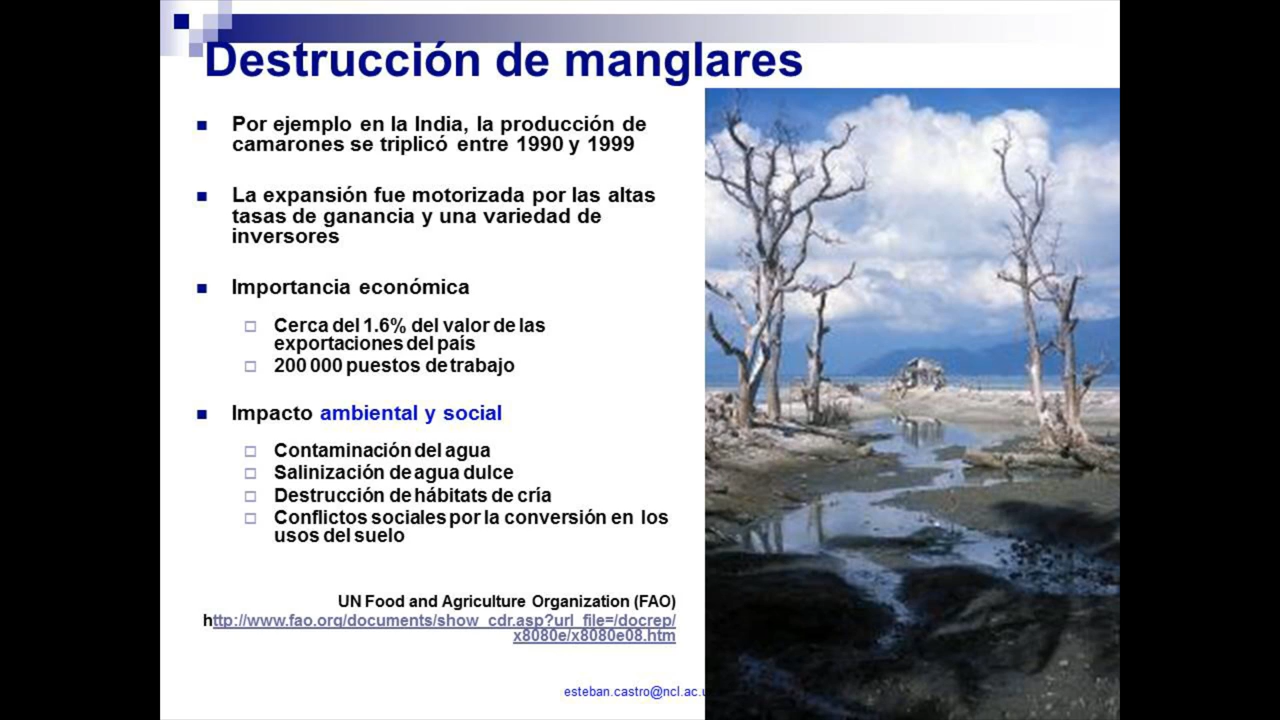 Destrucción de manglares
Por ejemplo en la India, la producción de
camarones se triplicó entre 1990 y 1999
La expansión fue motorizada por las altas
tasas de ganancia y una variedad de
inversores
Importancia económica
Cerca del 1.6% del valor de las
exportaciones del país
200 000 puestos de trabajo
Impacto ambiental y social
Contaminación del agua
Salinización de agua dulce
Destrucción de hábitats de cría
Conflictos sociales por la conversión en los
usos del suelo
UN Food and Agriculture Organization (FAO)
http://www.fao.org/documents/show_cdr.asp?url_file=/docrep/
x8080e/x8080e08.htm
esteban.castro@ncl.ac.u